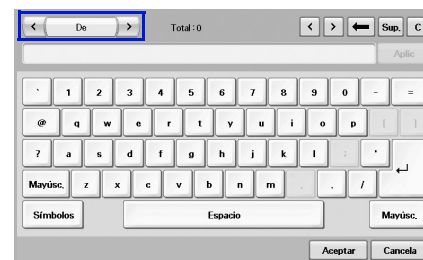 < De > Total : 0 < > ← Sup. C
Aplic
` 1 2 3 4 5 6 7 8 9 0 - =
@ q w e r t y u i o p [ ]
? a s d f g h j k l ; ' ↵
Mayúsc. z x c v b n m . . /
Símbolos Espacio Mayúsc.
Aceptar Cancela